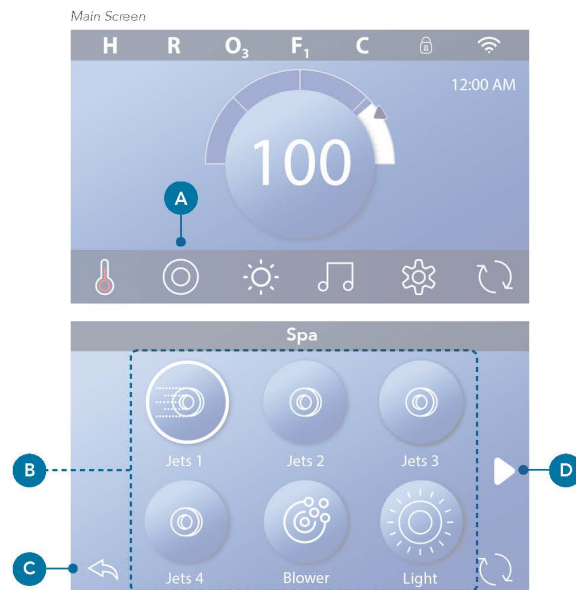 Main Screen
H R O₃ F₁ C
12:00 AM
100
A
Spa
Jets 1 Jets 2 Jets 3
B
D
Jets 4 Blower Light
C